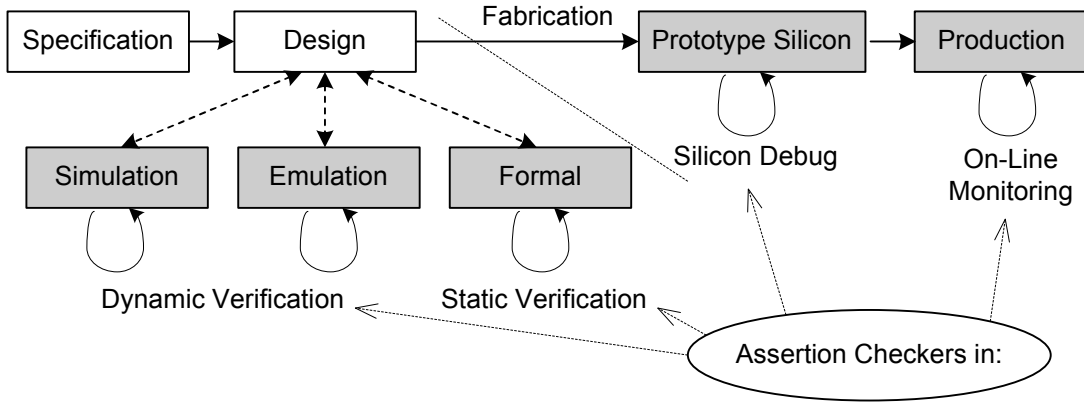 Fabrication
Specification
Design
Prototype Silicon
Production
Simulation
Emulation
Formal
Silicon Debug
On-Line
Monitoring
Dynamic Verification
Static Verification
Assertion Checkers in: